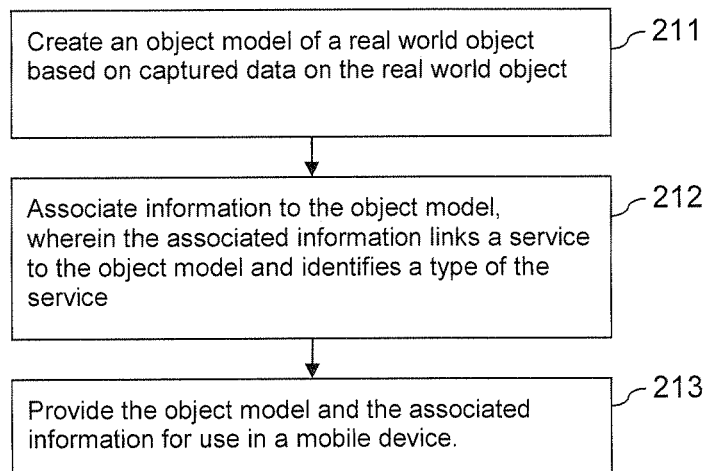 Create an object model of a real world object
based on captured data on the real world object
211
Associate information to the object model,
wherein the associated information links a service
to the object model and identifies a type of the
service
212
Provide the object model and the associated
information for use in a mobile device.
213